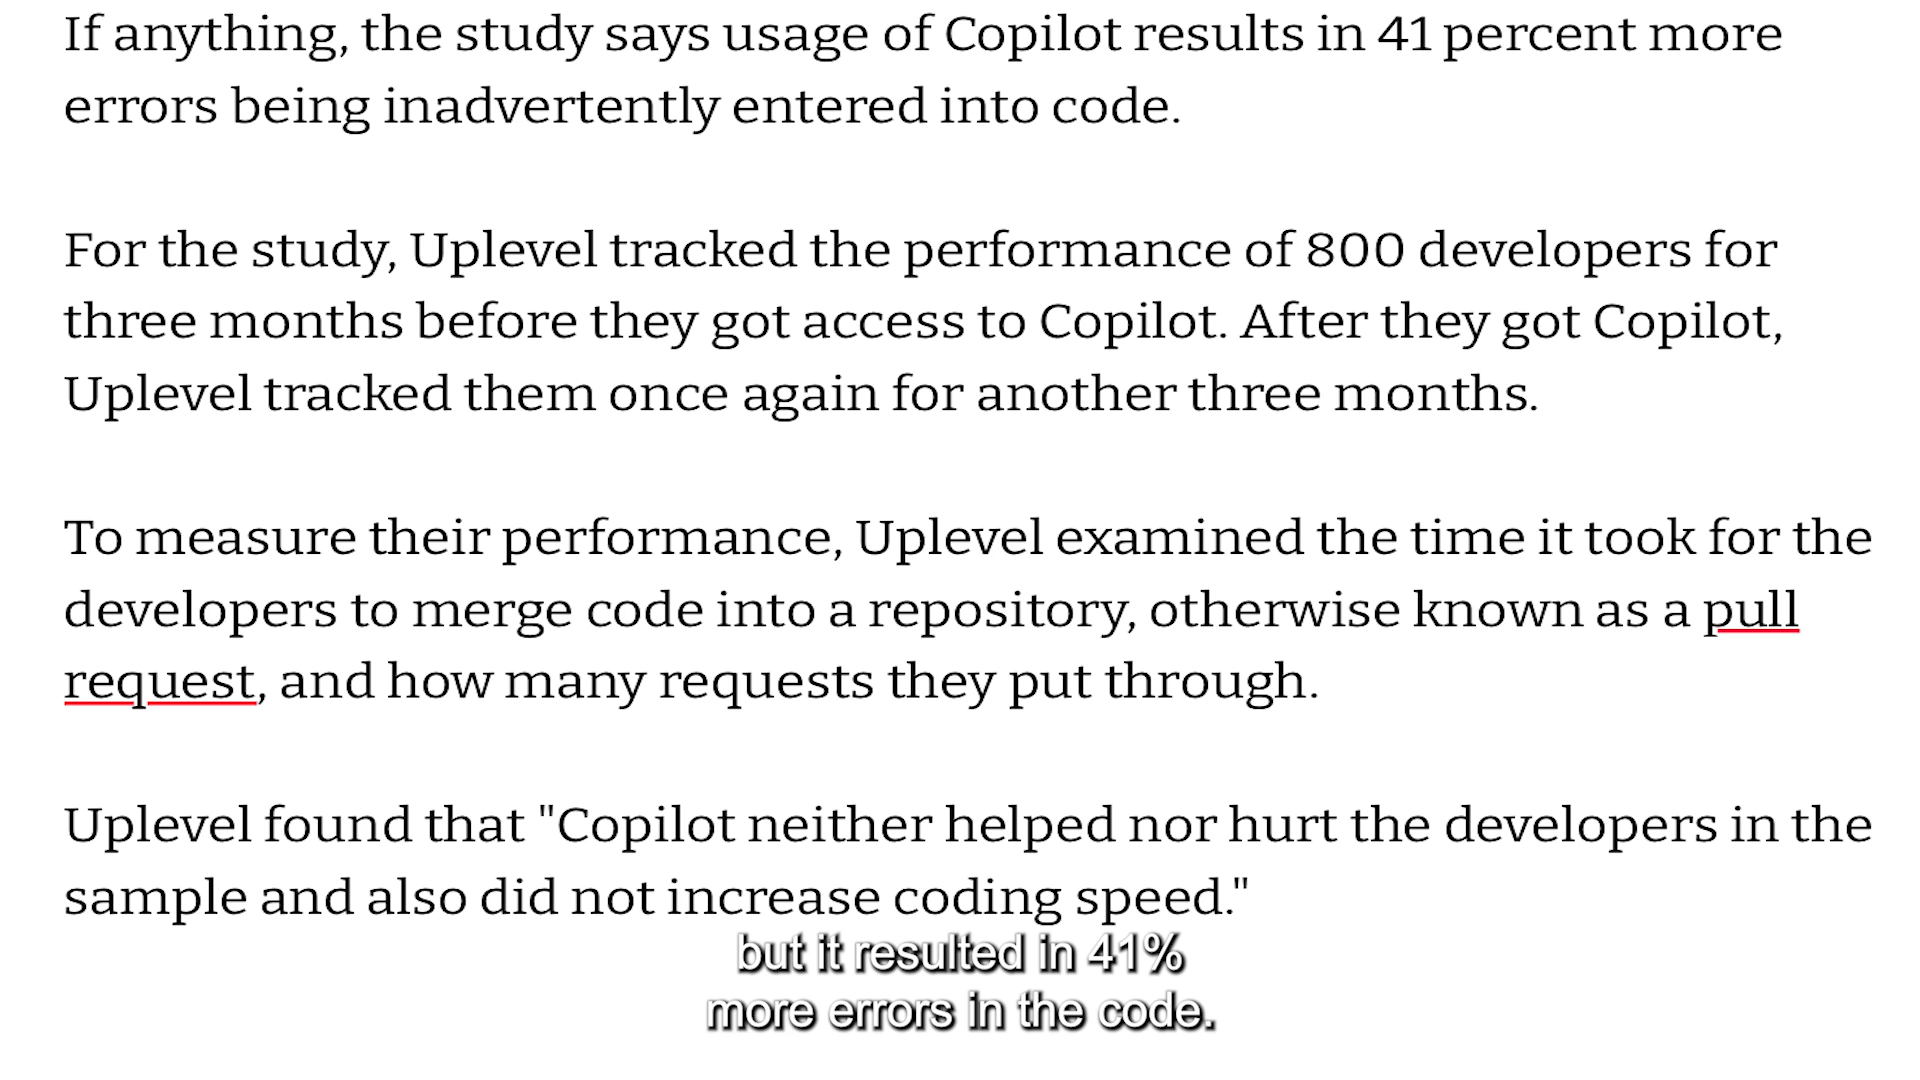 If anything, the study says usage of Copilot results in 41 percent more
errors being inadvertently entered into code.
For the study, Uplevel tracked the performance of 800 developers for
three months before they got access to Copilot. After they got Copilot,
Uplevel tracked them once again for another three months.
To measure their performance, Uplevel examined the time it took for the
developers to merge code into a repository, otherwise known as a pull
request, and how many requests they put through.
Uplevel found that "Copilot neither helped nor hurt the developers in the
sample and also did not increase coding speed."
but it resulted in 41%
more errors in the code.